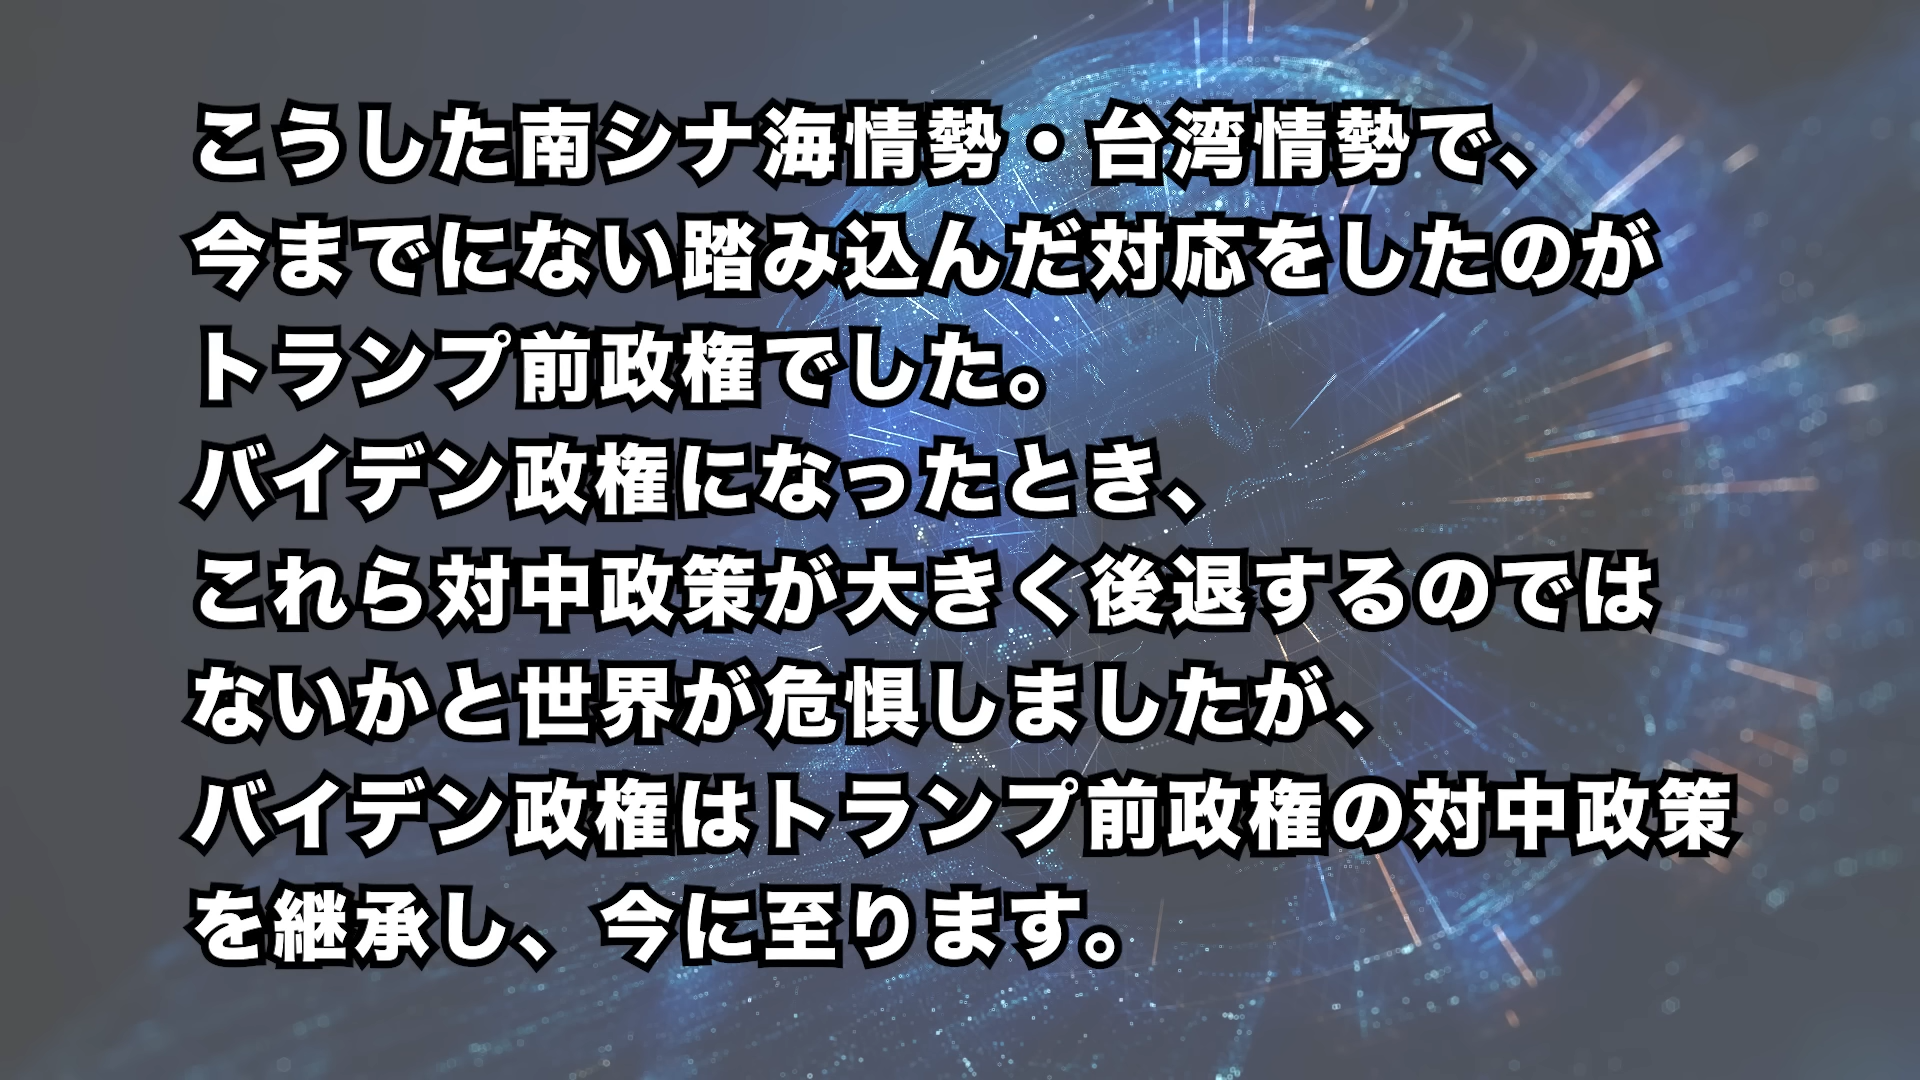 こうした南シナ海情勢・台湾情勢で、
今までにない踏み込んだ対応をしたのが
トランプ前政権でした。
バイデン政権になったとき、
これら対中政策が大きく後退するのでは
ないかと世界が危惧しましたが、
バイデン政権はトランプ前政権の対中政策
を継承し、今に至ります。